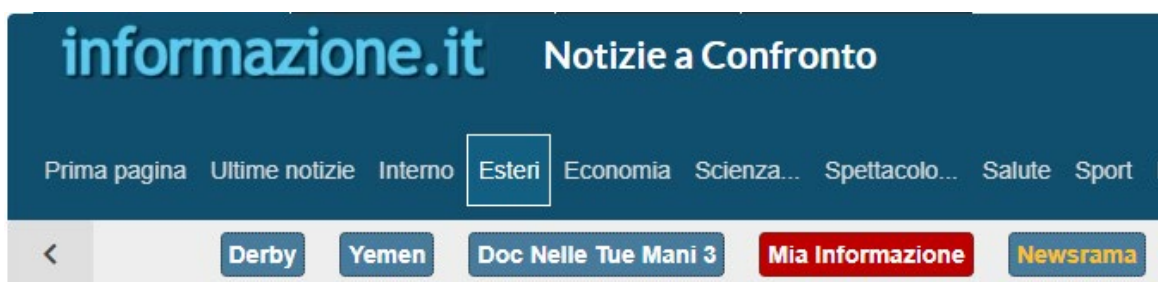 informazione.it Notizie a Confronto
Prima pagina Ultime notizie Interno Esteri Economia Scienza... Spettacolo... Salute Sport
< Derby Yemen Doc Nelle Tue Mani 3 Mia Informazione Newsrama